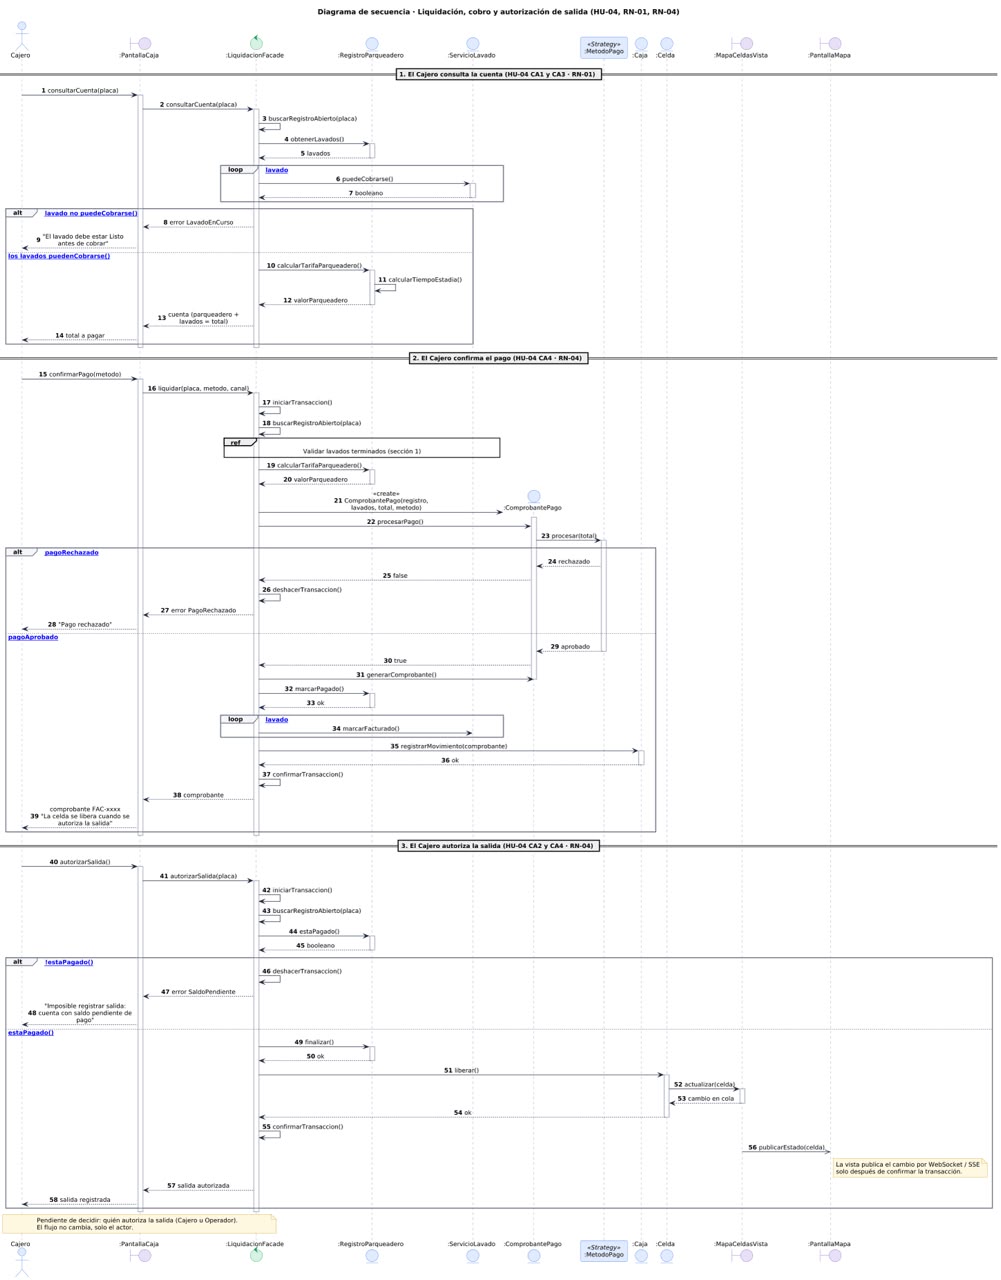 Diagrama de secuencia · Liquidación, cobro y autorización de salida (HU-04, RN-01, RN-04)
Cajero
:PantallaCaja
:LiquidacionFacade
:RegistroParqueadero
:ServicioLavado
«Strategy»
:MetodoPago
:Caja
:Celda
:MapaCeldasVista
:PantallaMapa
1. El Cajero consulta la cuenta (HU-04 CA1 y CA3 · RN-01)
1 consultarCuenta(placa)
2 consultarCuenta(placa)
3 buscarRegistroAbierto(placa)
4 obtenerLavados()
5 lavados
loop lavado
6 puedeCobrarse()
7 booleano
alt lavado no puedeCobrarse()
8 error LavadoEnCurso
9 "El lavado debe estar Listo
antes de cobrar"
los lavados puedenCobrarse()
10 calcularTarifaParqueadero()
11 calcularTiempoEstadia()
12 valorParqueadero
13 cuenta (parqueadero +
lavados = total)
14 total a pagar
2. El Cajero confirma el pago (HU-04 CA4 · RN-04)
15 confirmarPago(metodo)
16 liquidar(placa, metodo, canal)
17 iniciarTransaccion()
18 buscarRegistroAbierto(placa)
ref
Validar lavados terminados (sección 1)
19 calcularTarifaParqueadero()
20 valorParqueadero
«create»
21 ComprobantePago(registro,
lavados, total, metodo)
:ComprobantePago
22 procesarPago()
23 procesar(total)
alt pagoRechazado
24 rechazado
25 false
26 deshacerTransaccion()
27 error PagoRechazado
28 "Pago rechazado"
pagoAprobado
29 aprobado
30 true
31 generarComprobante()
32 marcarPagado()
33 ok
loop lavado
34 marcarFacturado()
35 registrarMovimiento(comprobante)
36 ok
37 confirmarTransaccion()
38 comprobante
comprobante FAC-xxxx
39 "La celda se libera cuando se
autoriza la salida"
3. El Cajero autoriza la salida (HU-04 CA2 y CA4 · RN-04)
40 autorizarSalida()
41 autorizarSalida(placa)
42 iniciarTransaccion()
43 buscarRegistroAbierto(placa)
44 estaPagado()
45 booleano
alt !estaPagado()
46 deshacerTransaccion()
47 error SaldoPendiente
"Imposible registrar salida:
48 cuenta con saldo pendiente de
pago"
estaPagado()
49 finalizar()
50 ok
51 liberar()
52 actualizar(celda)
53 cambio en cola
54 ok
55 confirmarTransaccion()
56 publicarEstado(celda)
La vista publica el cambio por WebSocket / SSE
solo después de confirmar la transacción.
57 salida autorizada
58 salida registrada
Pendiente de decidir: quién autoriza la salida (Cajero u Operador).
El flujo no cambia, solo el actor.
Cajero
:PantallaCaja
:LiquidacionFacade
:RegistroParqueadero
:ServicioLavado
:ComprobantePago
«Strategy»
:MetodoPago
:Caja
:Celda
:MapaCeldasVista
:PantallaMapa